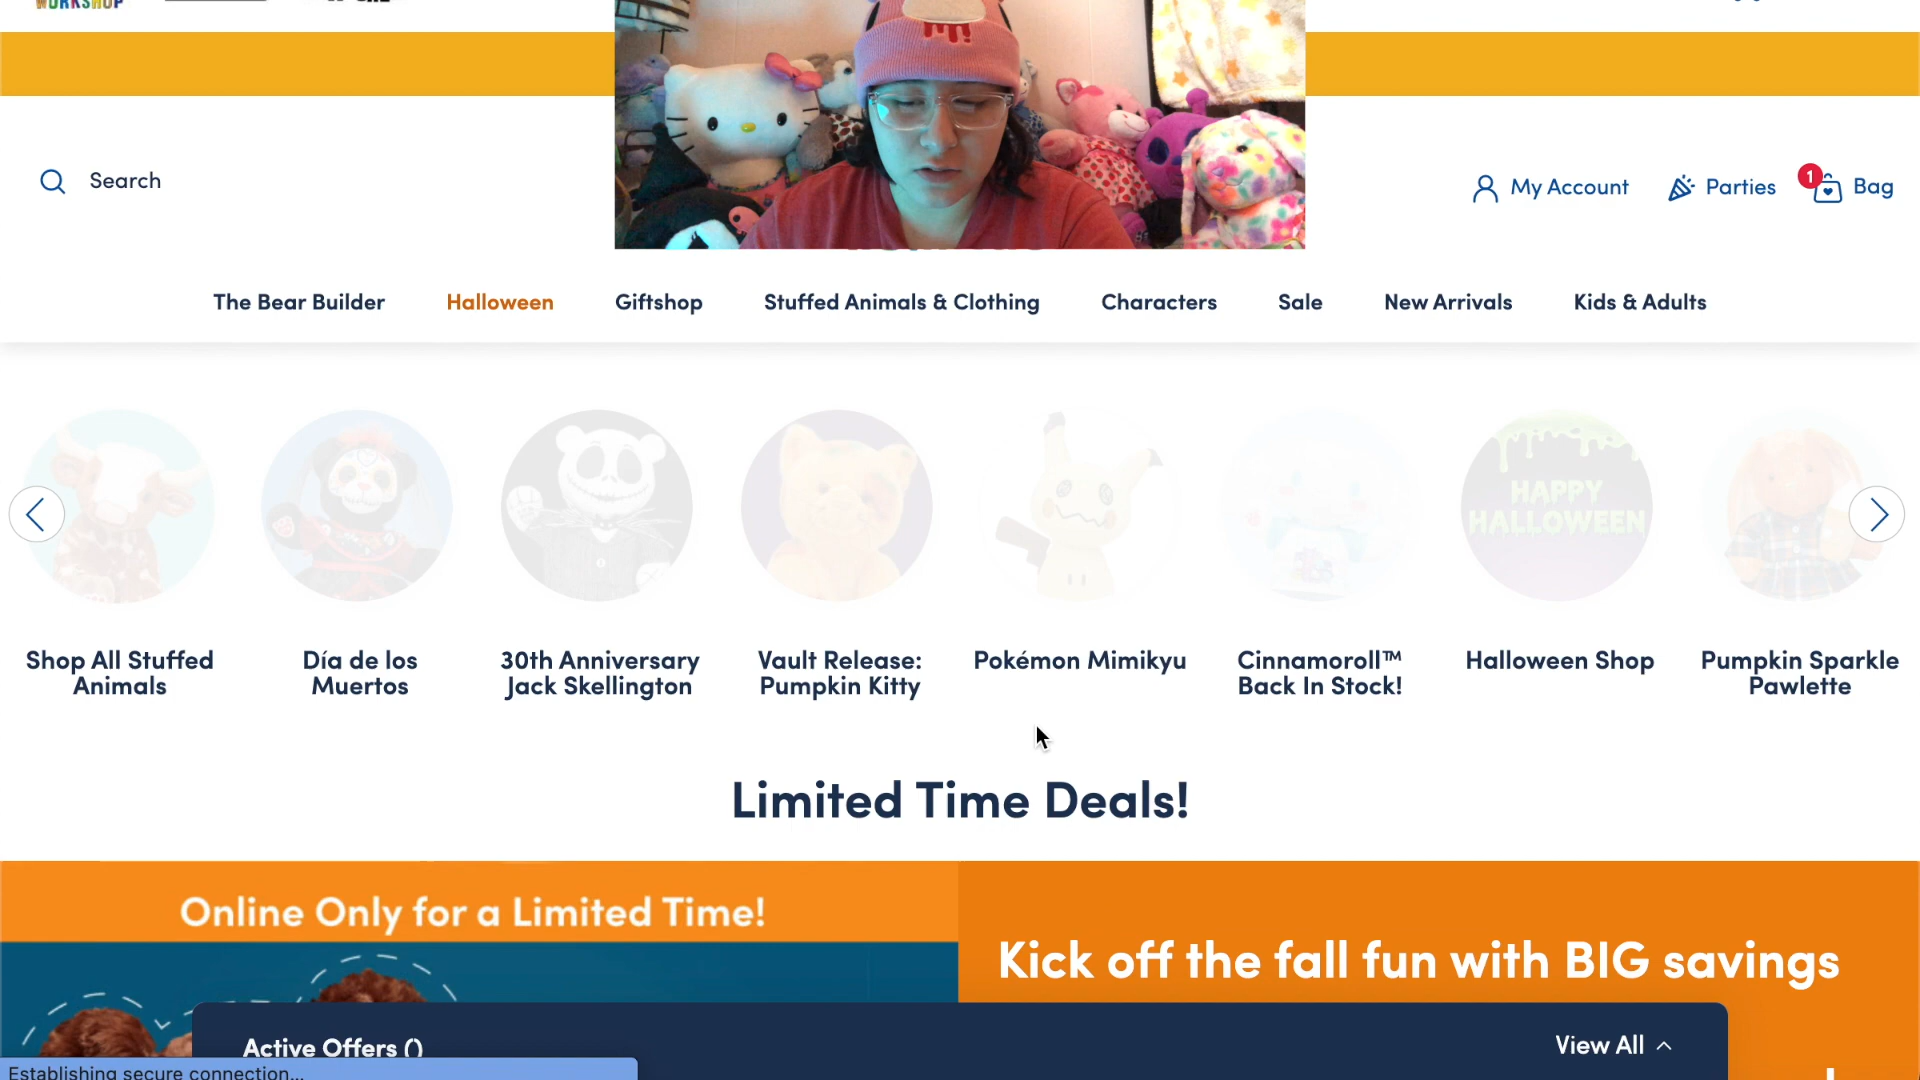 WORKSHOP
Search
My Account
Parties
1
Bag
The Bear Builder
Halloween
Giftshop
Stuffed Animals & Clothing
Characters
Sale
New Arrivals
Kids & Adults
HAPPY
HALLOWEEN
Shop All Stuffed
Animals
Día de los
Muertos
30th Anniversary
Jack Skellington
Vault Release:
Pumpkin Kitty
Pokémon Mimikyu
Cinnamoroll™
Back In Stock!
Halloween Shop
Pumpkin Sparkle
Pawlette
Limited Time Deals!
Online Only for a Limited Time!
Kick off the fall fun with BIG savings
Active Offers ()
View All
Establishing secure connection...